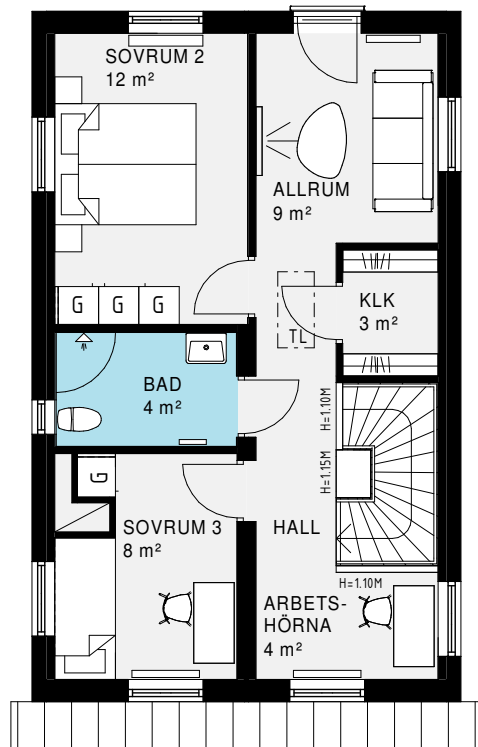 SOVRUM 2
12 m²
ALLRUM
9 m²
G G G
KLK
3 m²
TL
BAD
4 m²
H=1.10M
H=1.15M
G
SOVRUM 3
8 m²
HALL
H=1.10M
ARBETS-
HÖRNA
4 m²